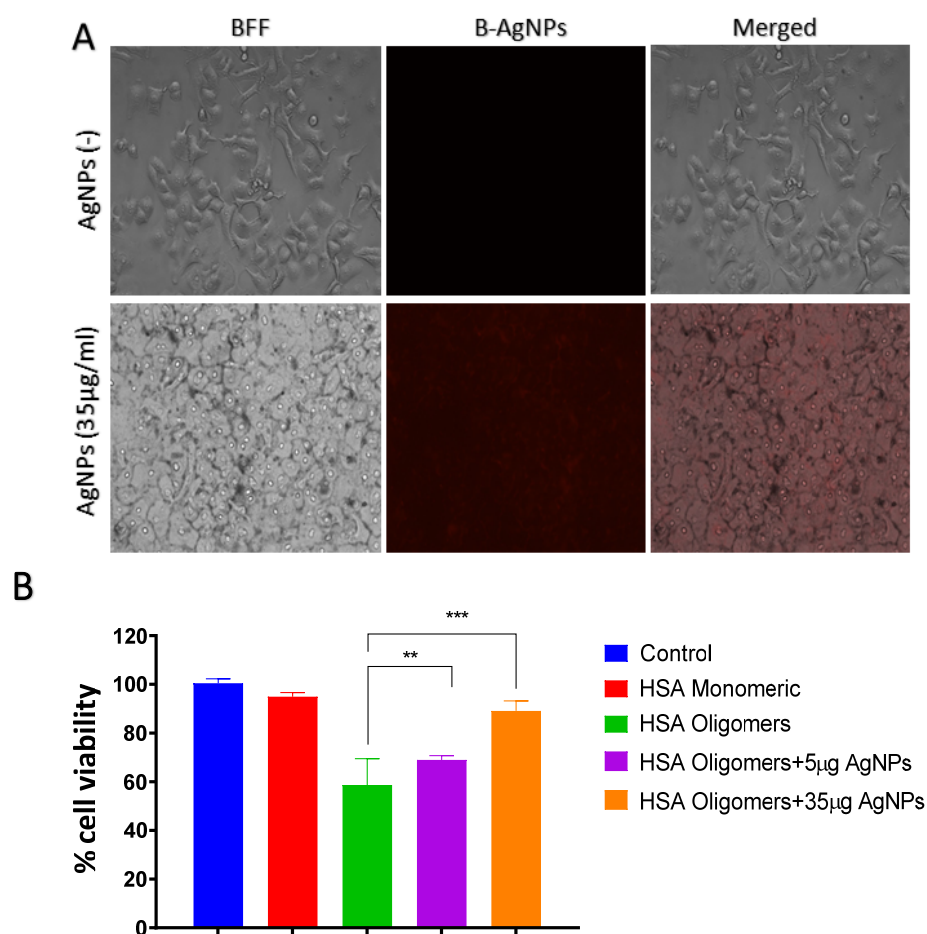 A
BFF
B-AgNPs
Merged
AgNPs (-)
AgNPs (35µg/ml)
B
% cell viability
120
100
80
60
40
20
0
***
**
Control
HSA Monomeric
HSA Oligomers
HSA Oligomers+5µg AgNPs
HSA Oligomers+35µg AgNPs